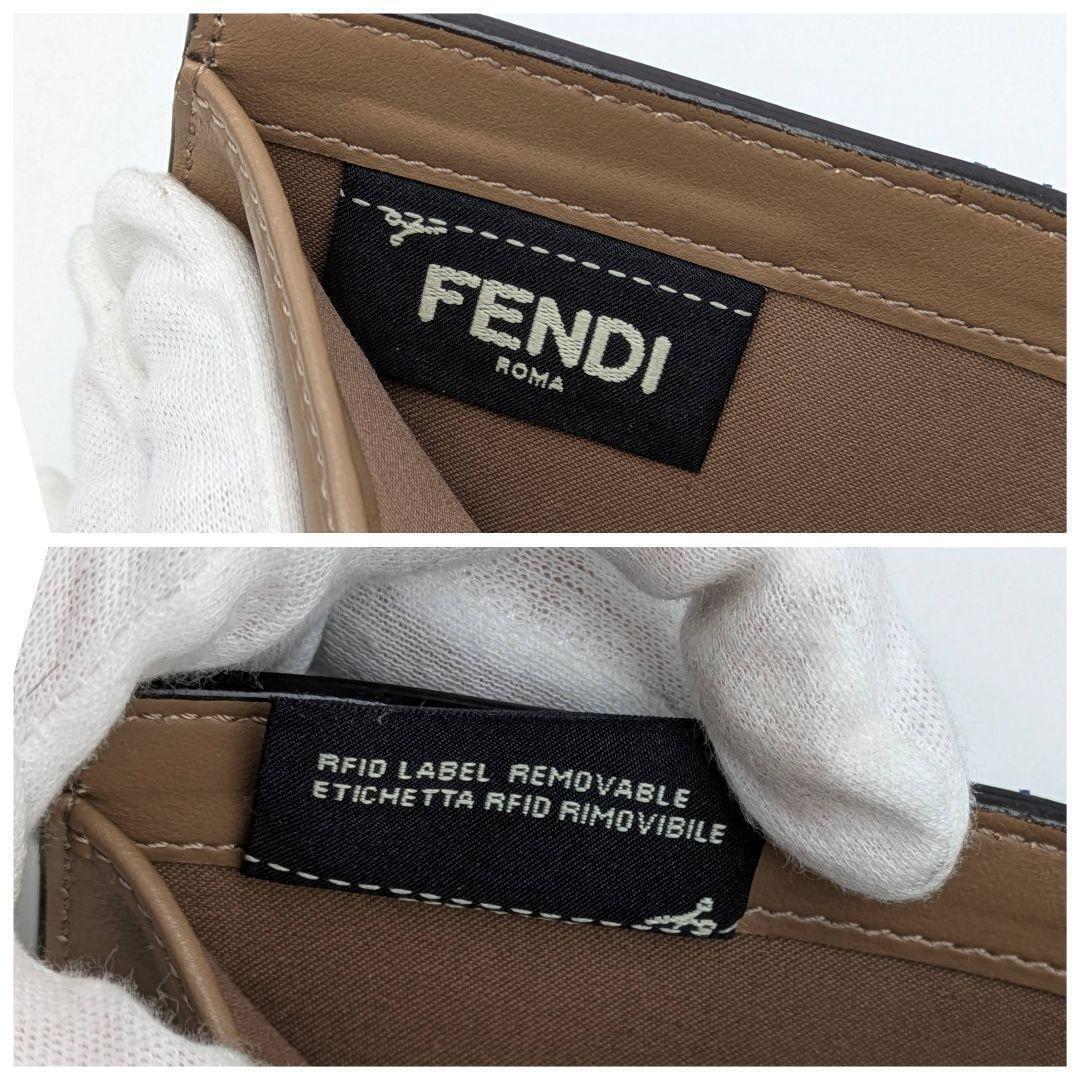 FENDI
ROMA
RFID LABEL REMOVABLE
ETICHETTA RFID RIMOVIBILE